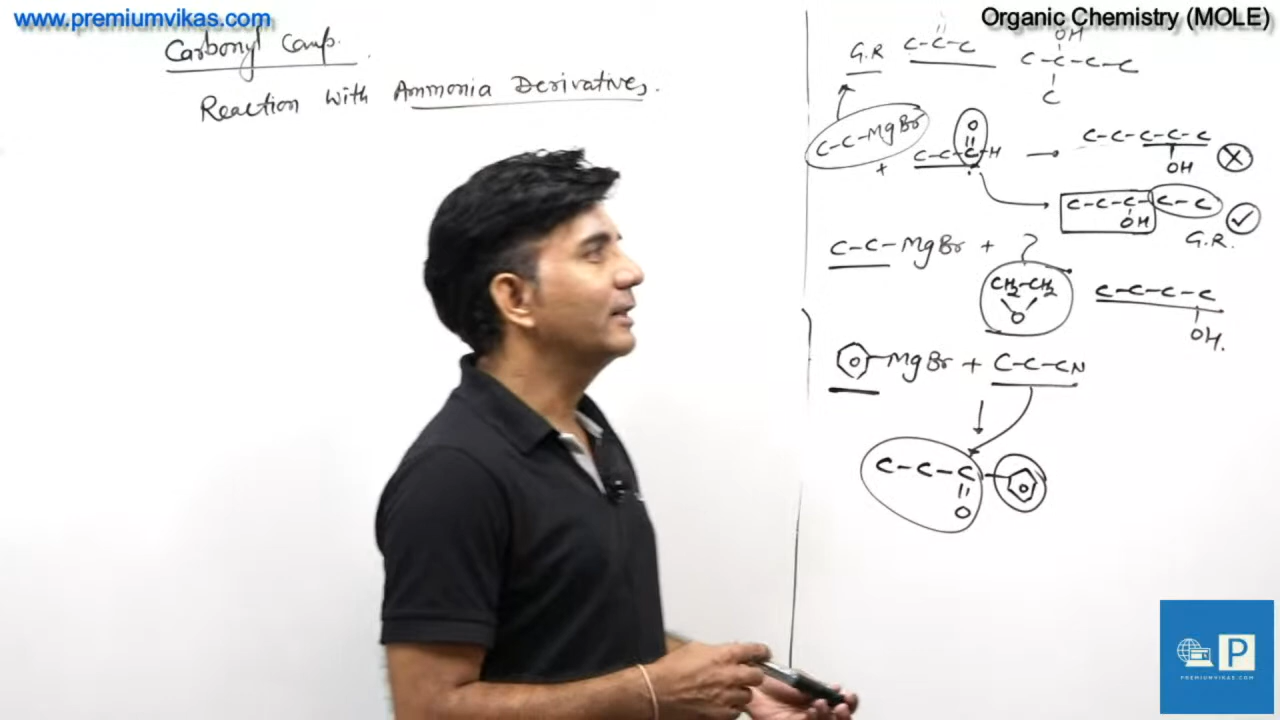 www.premiumvikas.com
Organic Chemistry (MOLE)
Carbonyl Comp.
Reaction with Ammonia Derivatives.
G.R
C-C-C
OH
C-C-C-C
C
C-C-MgBr
+
O
C-C-C-H
C-C-C-C-C
OH
C-C-C-C-C-C
OH
G.R.
C-C-MgBr + ?
CH2-CH2
O
C-C-C-C
OH.
MgBr + C-C-CN
C-C-C
O
P
PREMIUMVIKAS.COM